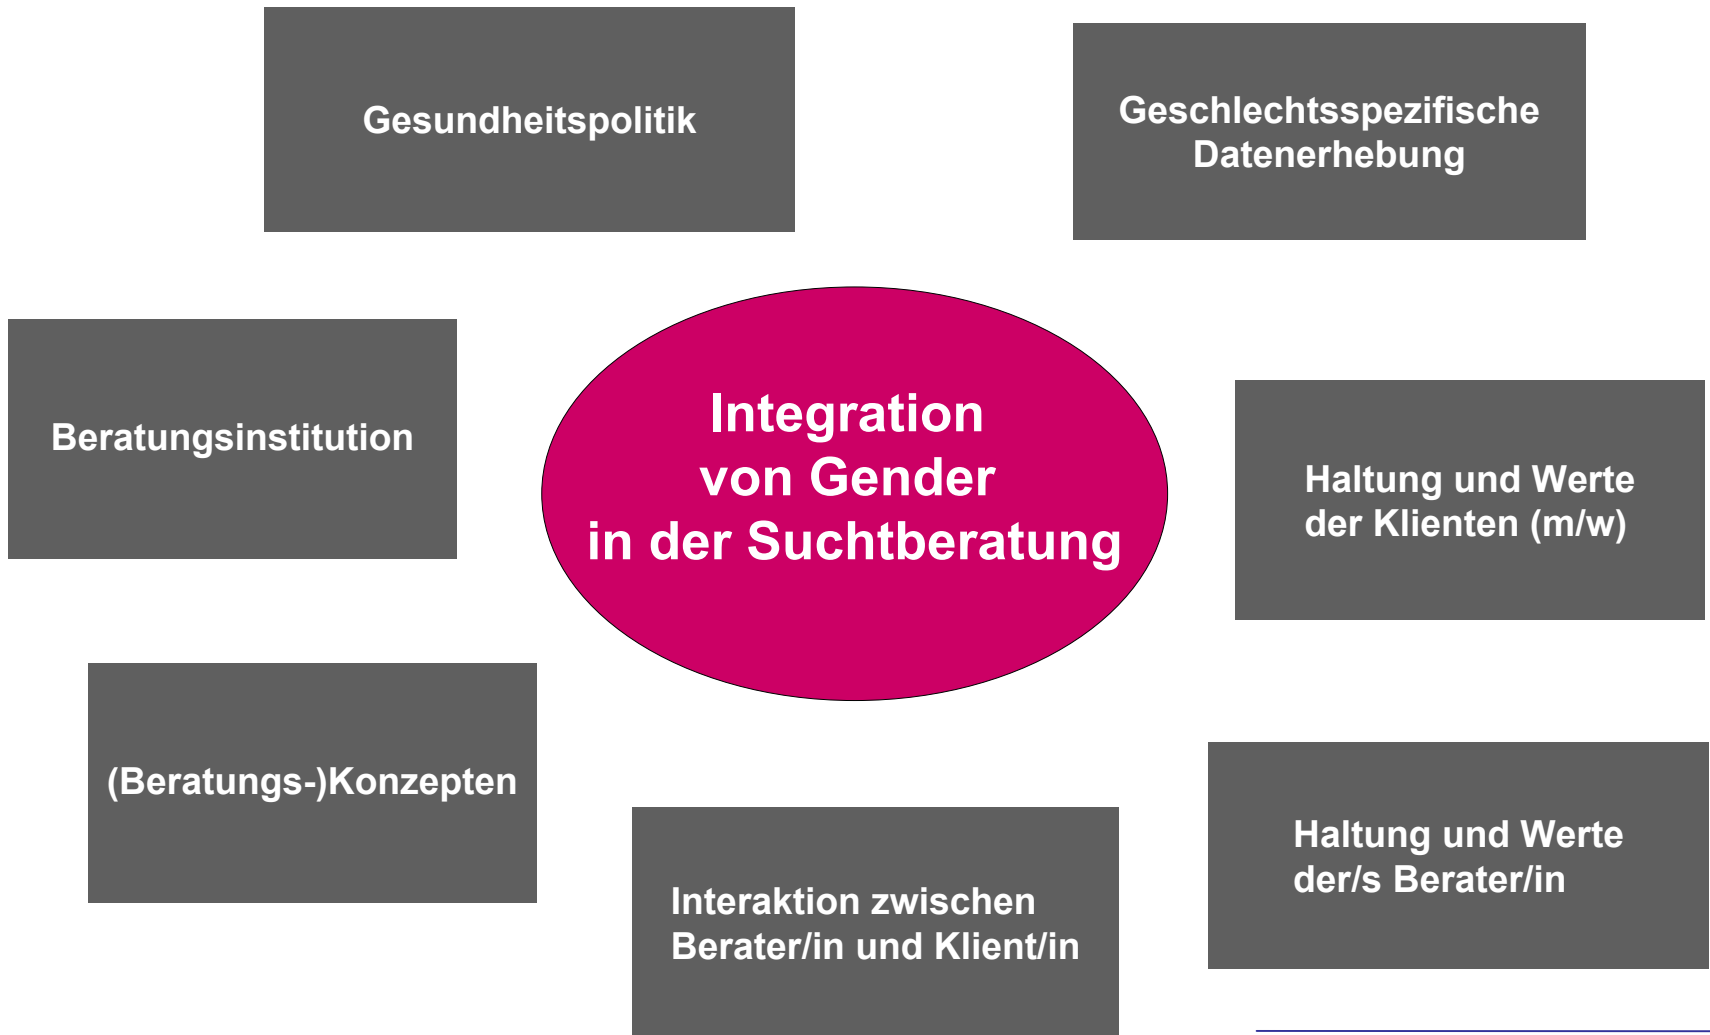 Gesundheitspolitik
Geschlechtsspezifische
Datenerhebung
Beratungsinstitution
Integration
von Gender
in der Suchtberatung
Haltung und Werte
der Klienten (m/w)
(Beratungs-)Konzepten
Interaktion zwischen
Berater/in und Klient/in
Haltung und Werte
der/s Berater/in